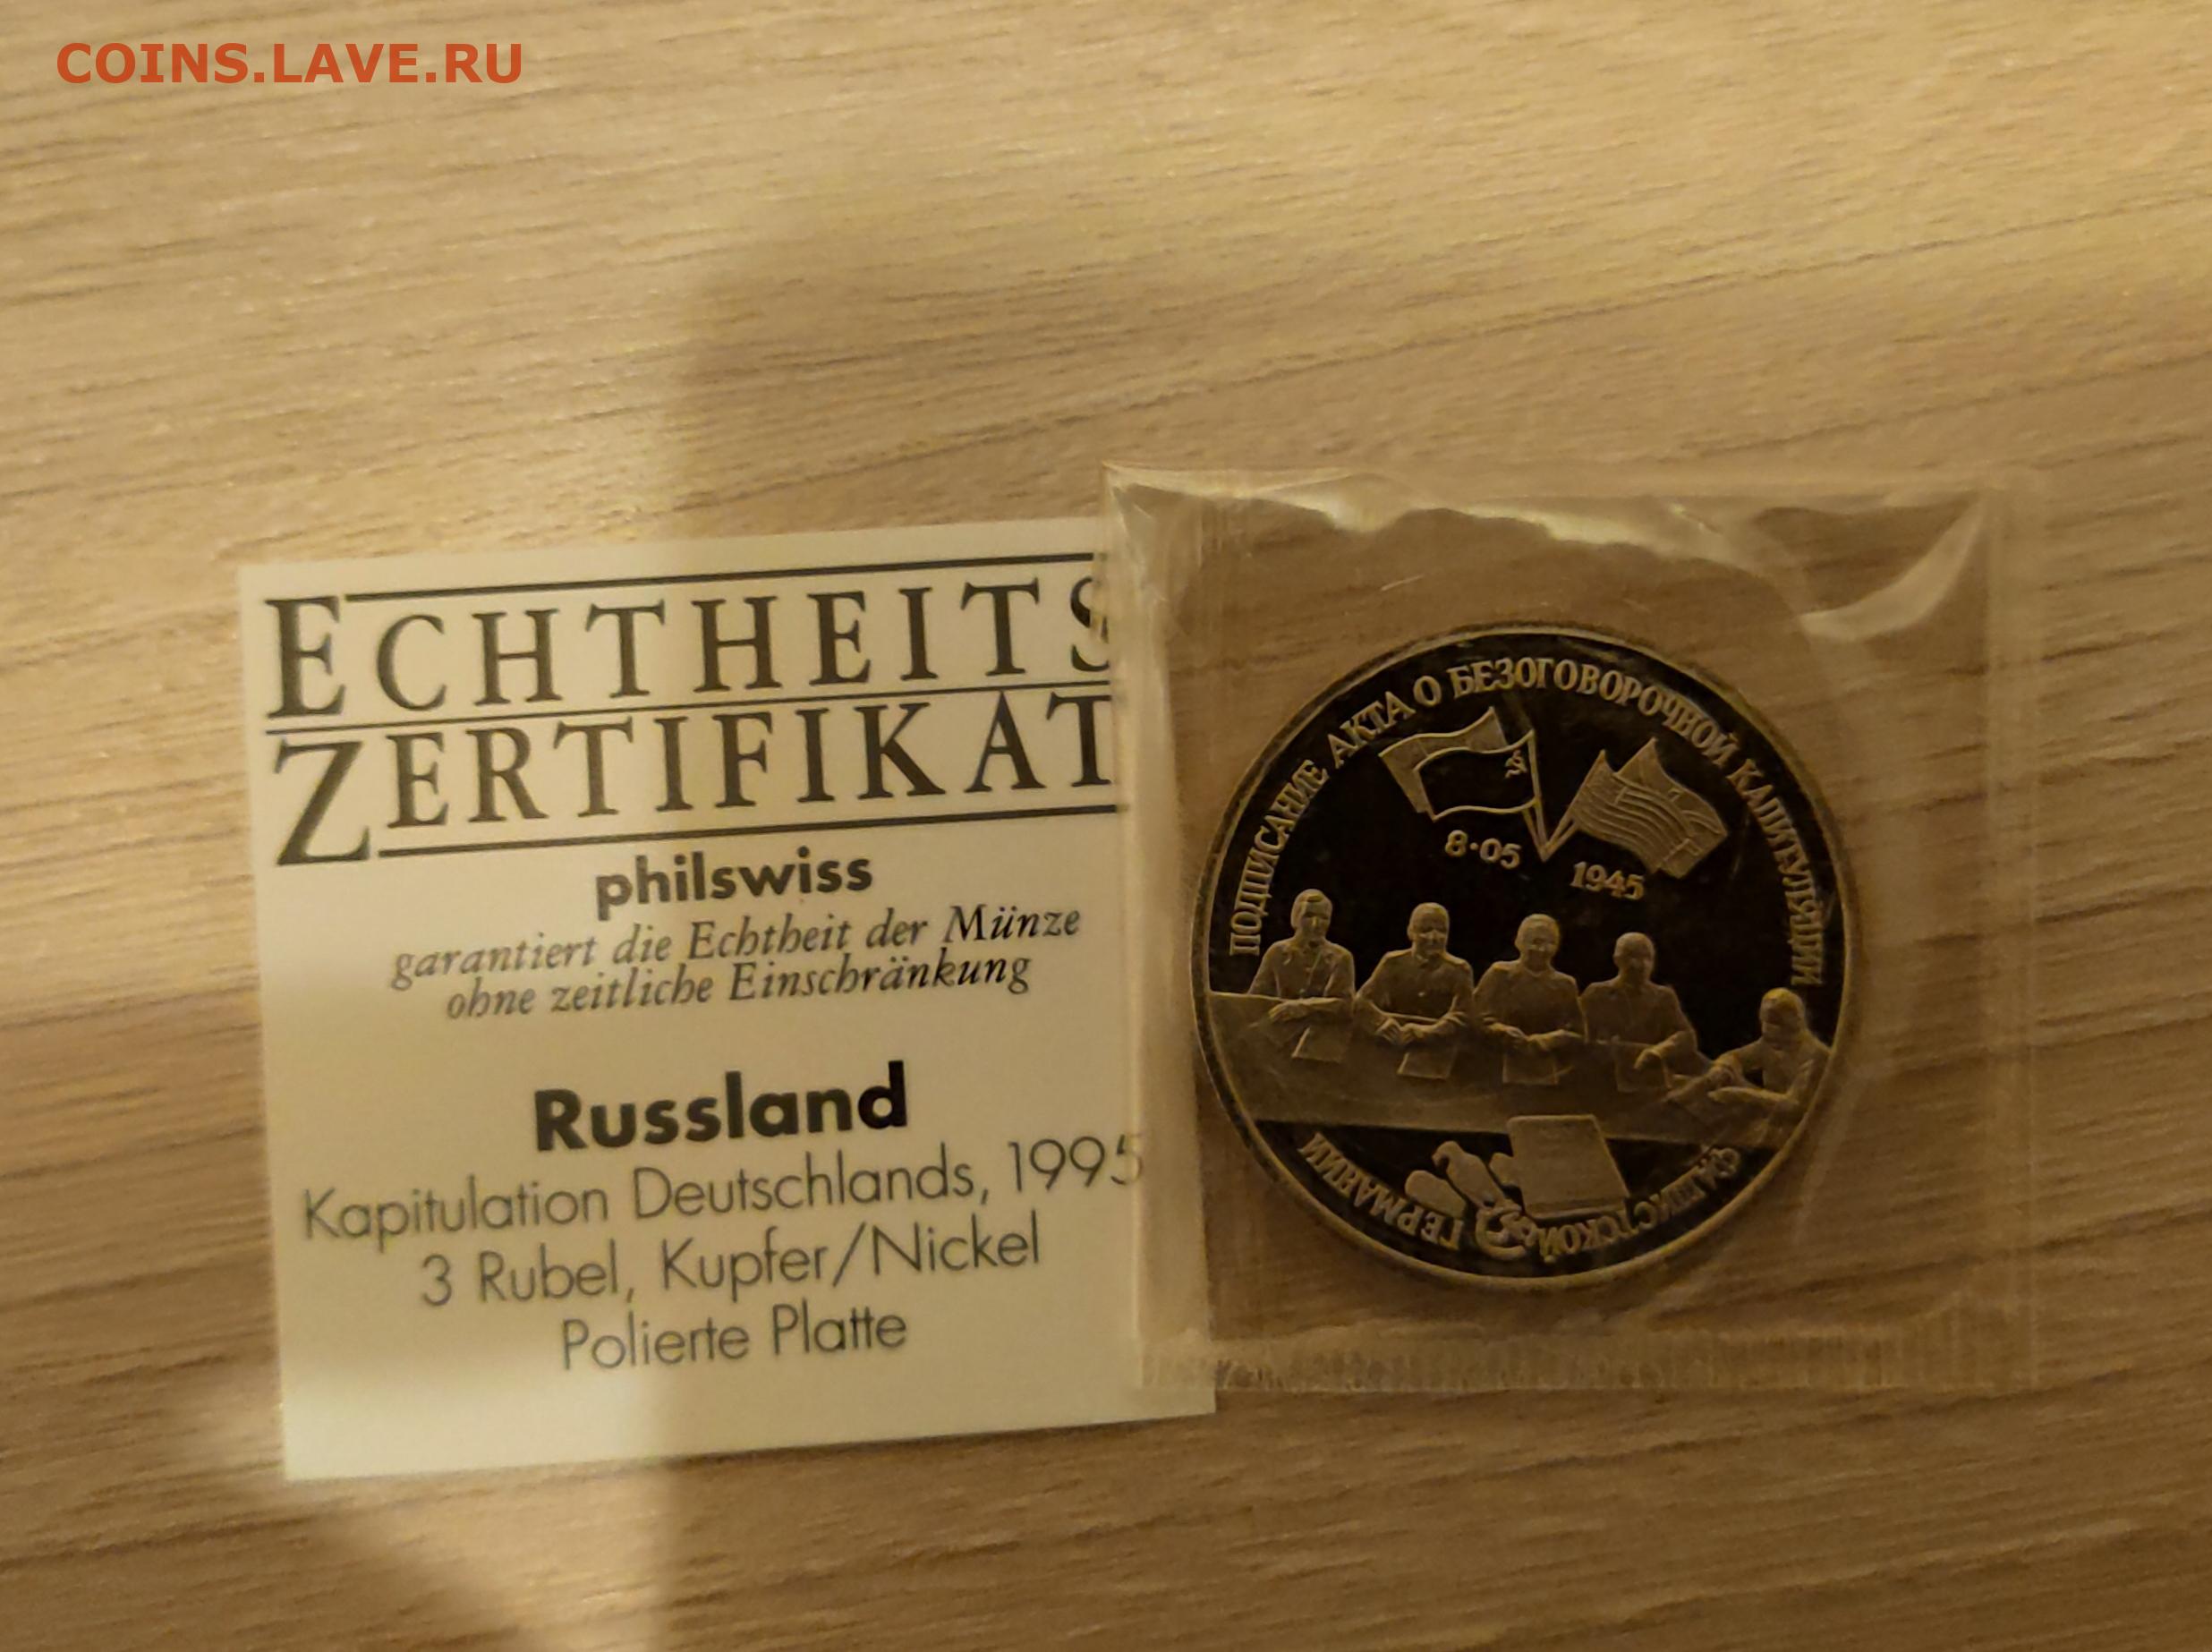 COINS.LAVE.RU
ECHTHEITS
ZERTIFIKAT
philswiss
garantiert die Echtheit der Münze
ohne zeitliche Einschränkung
Russland
Kapitulation Deutschlands, 1995
3 Rubel, Kupfer/Nickel
Polierte Platte
ПОДПИСАНИЕ АКТА О БЕЗОГОВОРОЧНОЙ КАПИТУЛЯЦИИ
8·05
1945
ФАШИСТСКОЙ ГЕРМАНИИ